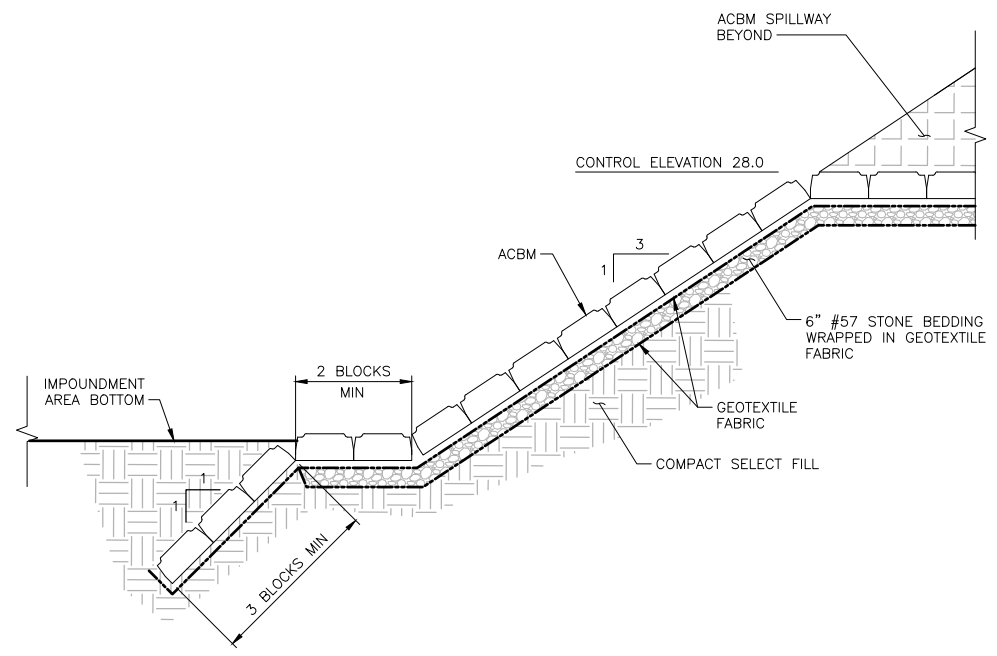 ACBM SPILLWAY
BEYOND
CONTROL ELEVATION 28.0
3
1
ACBM
6" #57 STONE BEDDING
WRAPPED IN GEOTEXTILE
FABRIC
2 BLOCKS
MIN
IMPOUNDMENT
AREA BOTTOM
GEOTEXTILE
FABRIC
COMPACT SELECT FILL
1
1
3 BLOCKS MIN